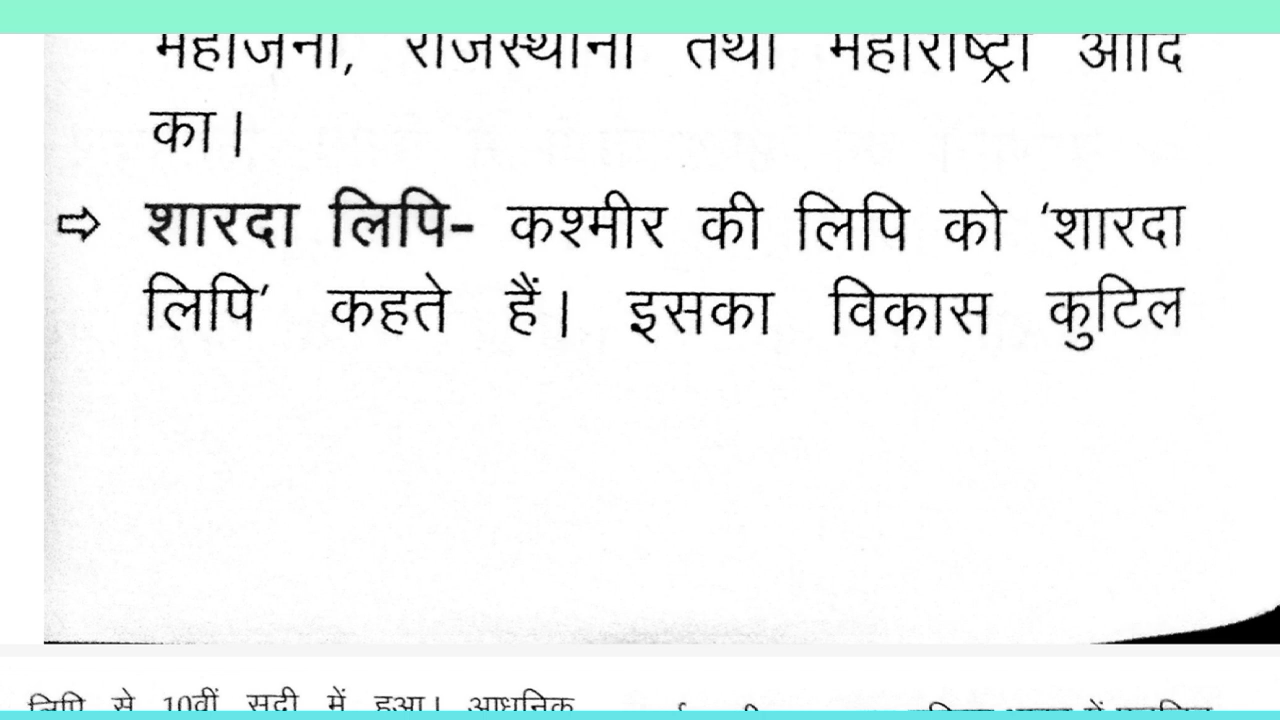 महाजनी, राजस्थानी तथा महाराष्ट्री आदि
का।
⇨ शारदा लिपि- कश्मीर की लिपि को 'शारदा
लिपि' कहते हैं। इसका विकास कुटिल
लिपि से 10वीं सदी में हुआ। आधुनिक